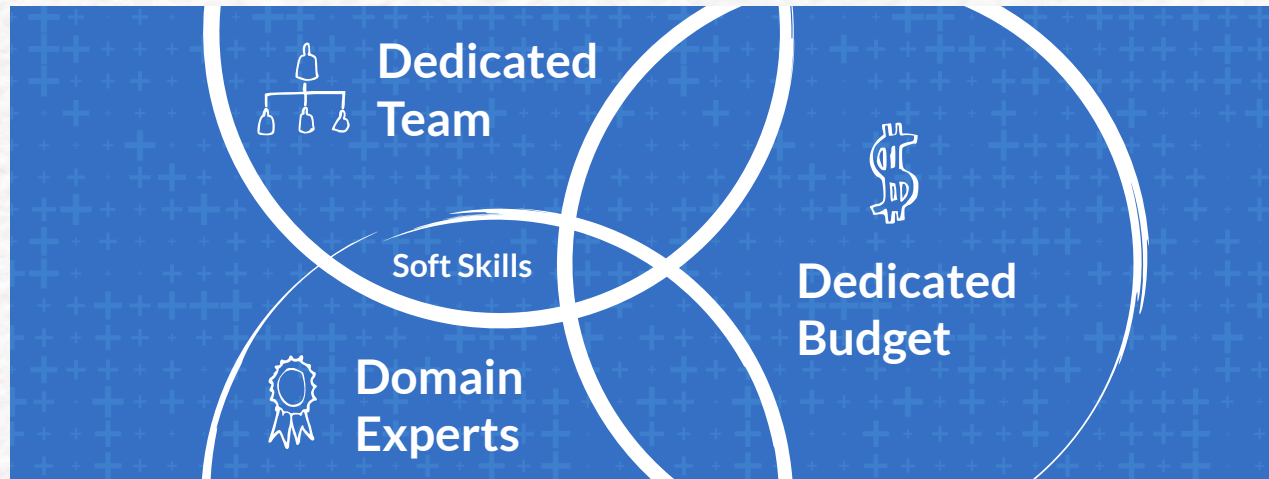 Dedicated
Team
Soft Skills
Dedicated
Budget
Domain
Experts